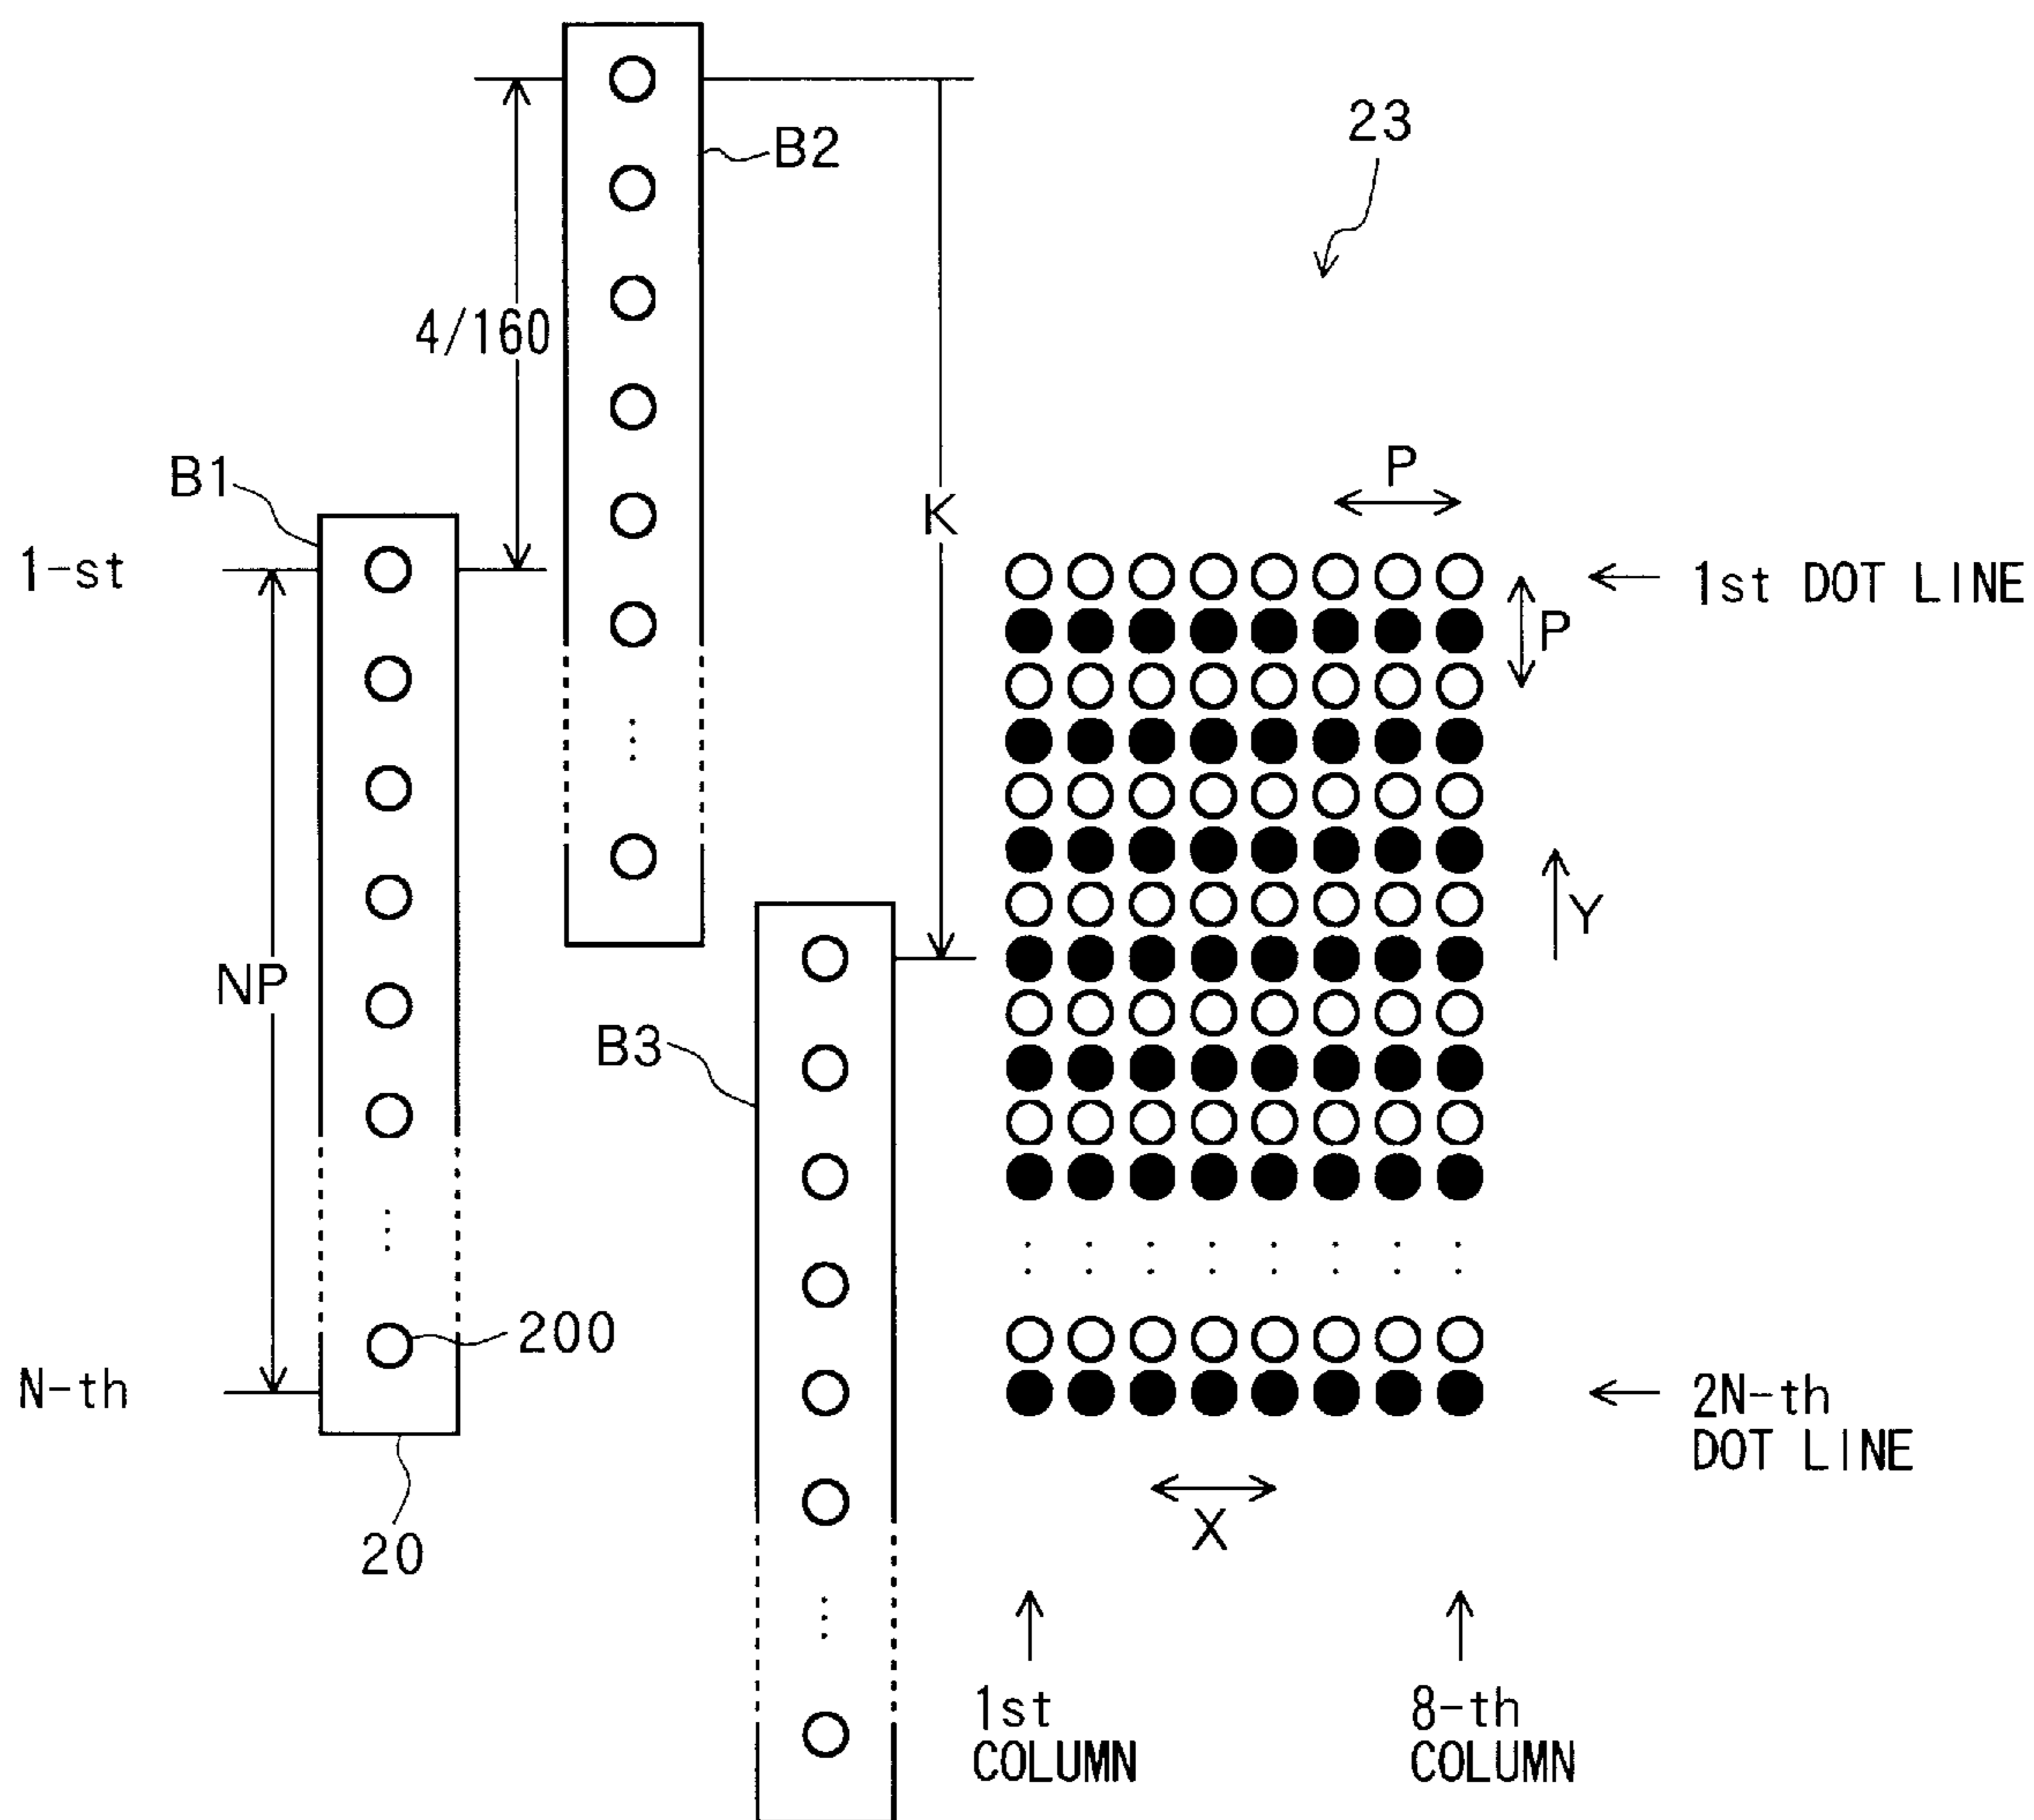 23
B2
4/160
B1
P
K
1-st
1st DOT LINE
P
Y
NP
B3
200
N-th
2N-th
DOT LINE
X
20
1st
COLUMN
8-th
COLUMN